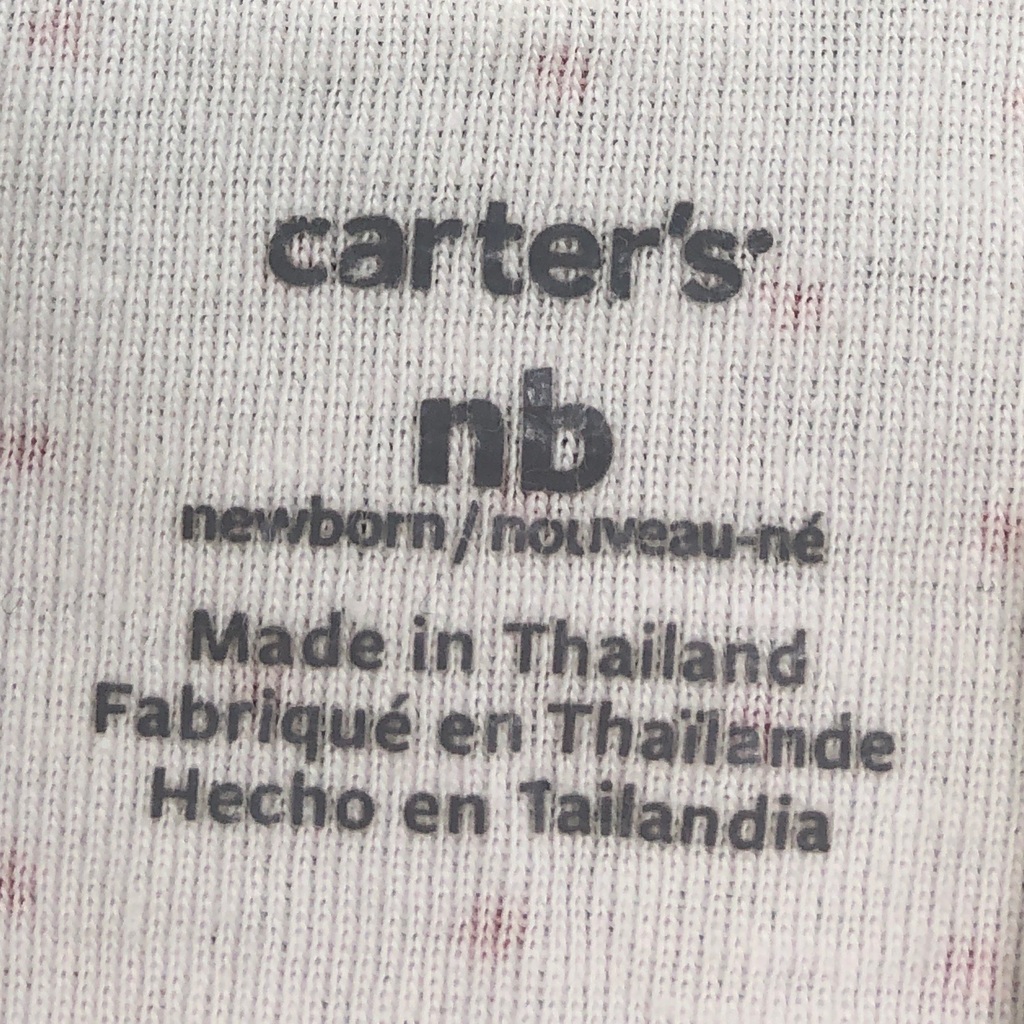 carter's
nb
newborn/nouveau-né
Made in Thailand
Fabriqué en Thaïlande
Hecho en Tailandia